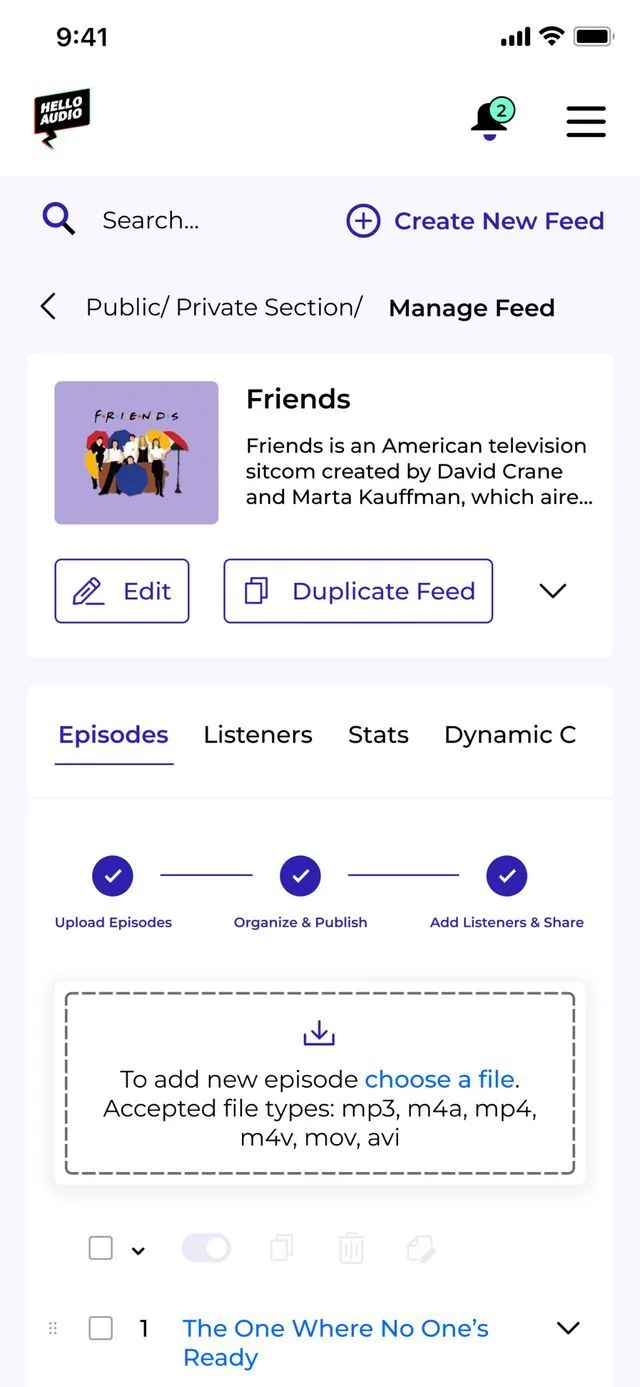 9:41
HELLO
AUDIO
2
Search...
Create New Feed
Public/ Private Section/ Manage Feed
FRIENDS
Friends
Friends is an American television
sitcom created by David Crane
and Marta Kauffman, which aire...
Edit
Duplicate Feed
Episodes Listeners Stats Dynamic C
Upload Episodes Organize & Publish Add Listeners & Share
To add new episode choose a file.
Accepted file types: mp3, m4a, mp4,
m4v, mov, avi
1 The One Where No One’s
Ready